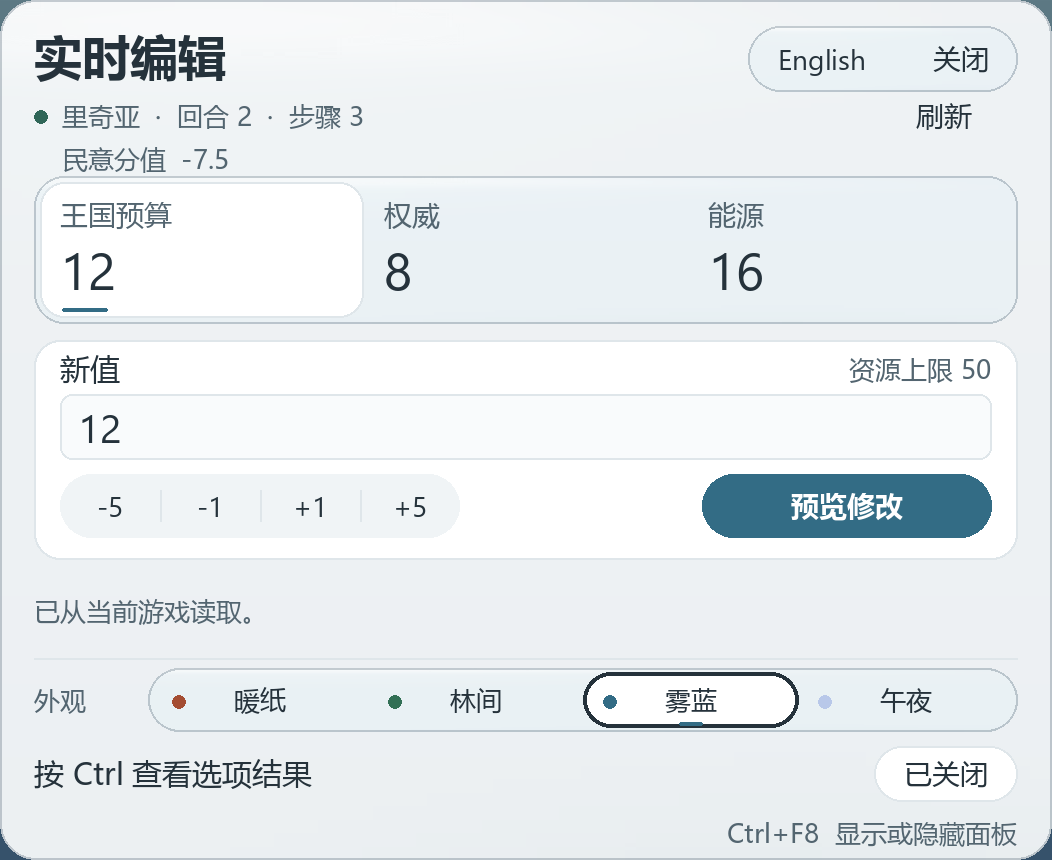 实时编辑
English 关闭
里奇亚 · 回合 2 · 步骤 3
刷新
民意分值 -7.5
王国预算 权威 能源
12 8 16
新值 资源上限 50
12
-5 -1 +1 +5 预览修改
已从当前游戏读取。
外观 暖纸 林间 雾蓝 午夜
按 Ctrl 查看选项结果 已关闭
Ctrl+F8 显示或隐藏面板